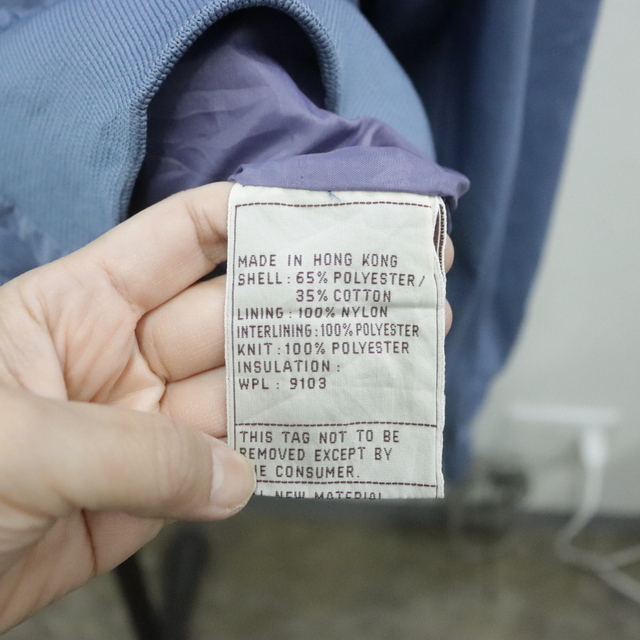 MADE IN HONG KONG
SHELL: 65% POLYESTER/
35% COTTON
LINING: 100% NYLON
INTERLINING: 100% POLYESTER
KNIT: 100% POLYESTER
INSULATION:
WPL: 9103
THIS TAG NOT TO BE
REMOVED EXCEPT BY
CONSUMER.
NEW MATERIAL